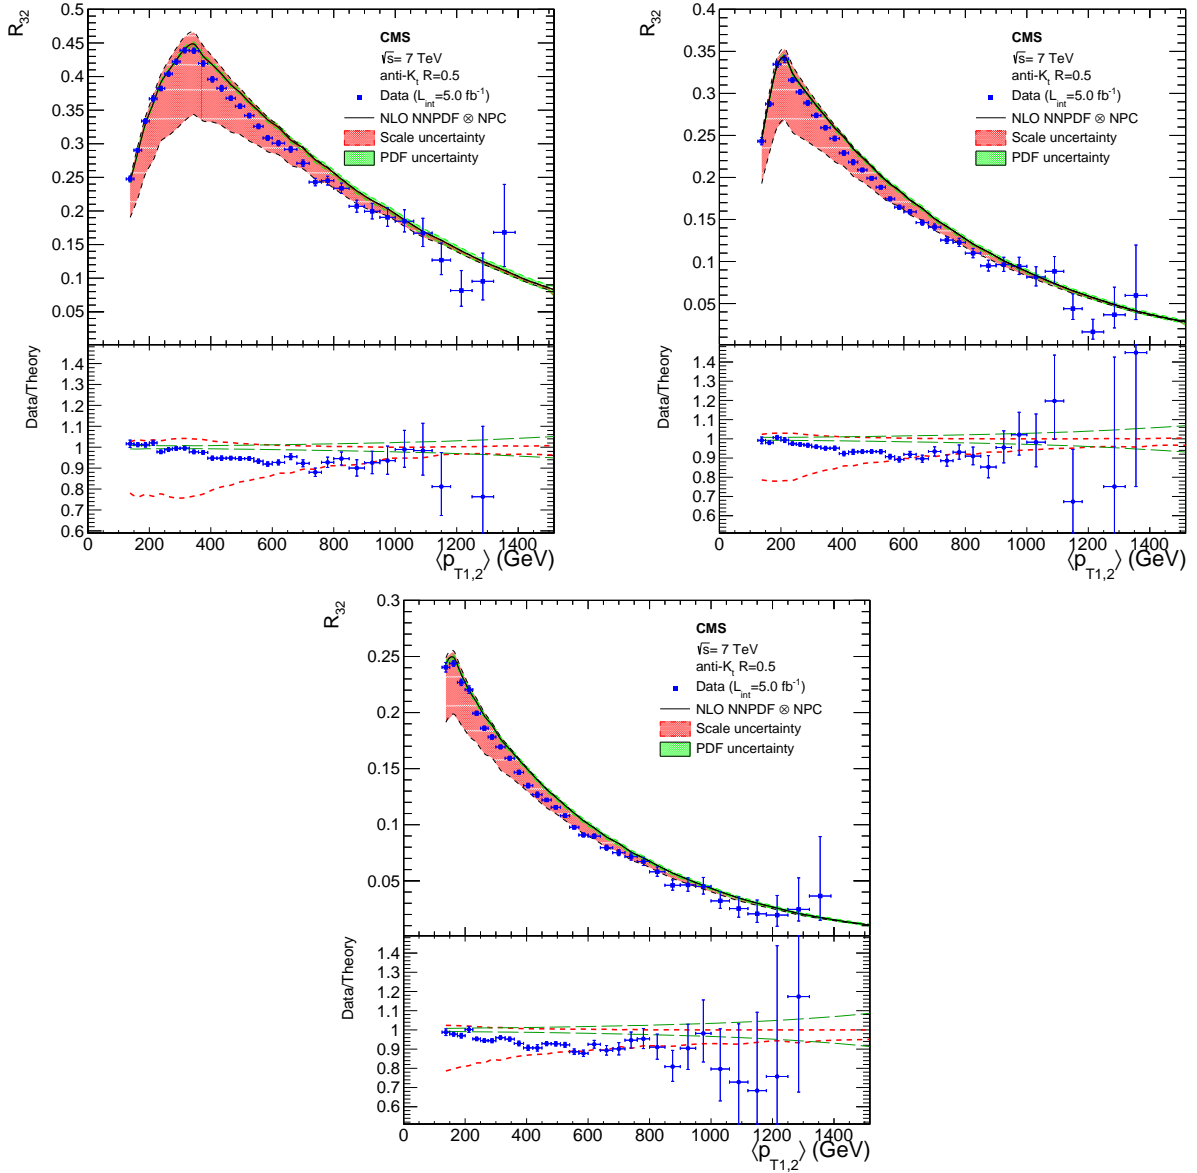 R32
0.45
0.4
0.35
0.3
0.25
0.2
0.15
0.1
0.05
CMS
√s= 7 TeV
anti-Kt R=0.5
Data (Lint=5.0 fb-1)
NLO NNPDF ⊗ NPC
Scale uncertainty
PDF uncertainty
Data/Theory
1.4
1.3
1.2
1.1
1
0.9
0.8
0.7
0.6
0 200 400 600 800 1000 1200 1400
⟨pT1,2⟩ (GeV)
R32
0.35
0.3
0.25
0.2
0.15
0.1
0.05
CMS
√s= 7 TeV
anti-Kt R=0.5
Data (Lint=5.0 fb-1)
NLO NNPDF ⊗ NPC
Scale uncertainty
PDF uncertainty
Data/Theory
1.4
1.3
1.2
1.1
1
0.9
0.8
0.7
0.6
0 200 400 600 800 1000 1200 1400
⟨pT1,2⟩ (GeV)
R32
0.3
0.25
0.2
0.15
0.1
0.05
CMS
√s= 7 TeV
anti-Kt R=0.5
Data (Lint=5.0 fb-1)
NLO NNPDF ⊗ NPC
Scale uncertainty
PDF uncertainty
Data/Theory
1.4
1.3
1.2
1.1
1
0.9
0.8
0.7
0.6
0 200 400 600 800 1000 1200 1400
⟨pT1,2⟩ (GeV)